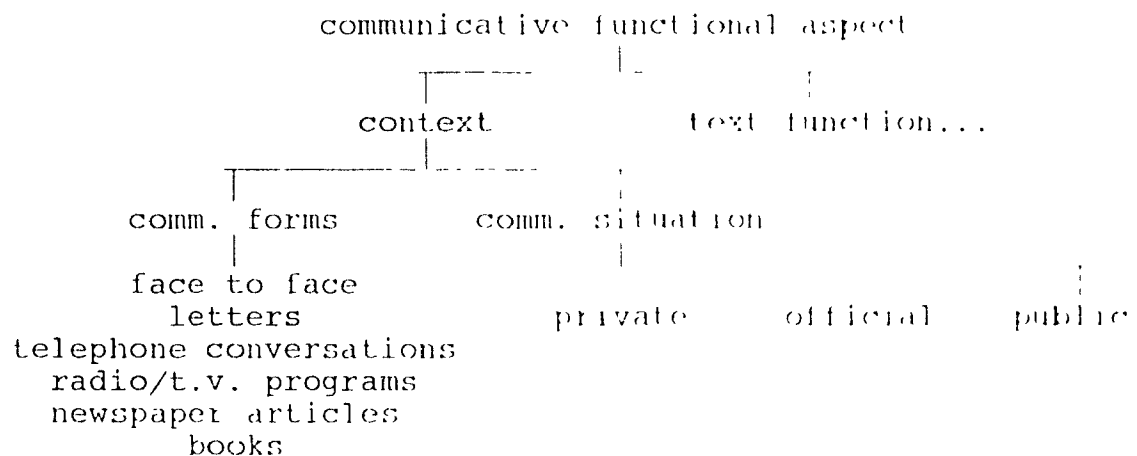 communicative functional aspect
context text function...
comm. forms comm. situation
face to face
letters private official public
telephone conversations
radio/t.v. programs
newspaper articles
books